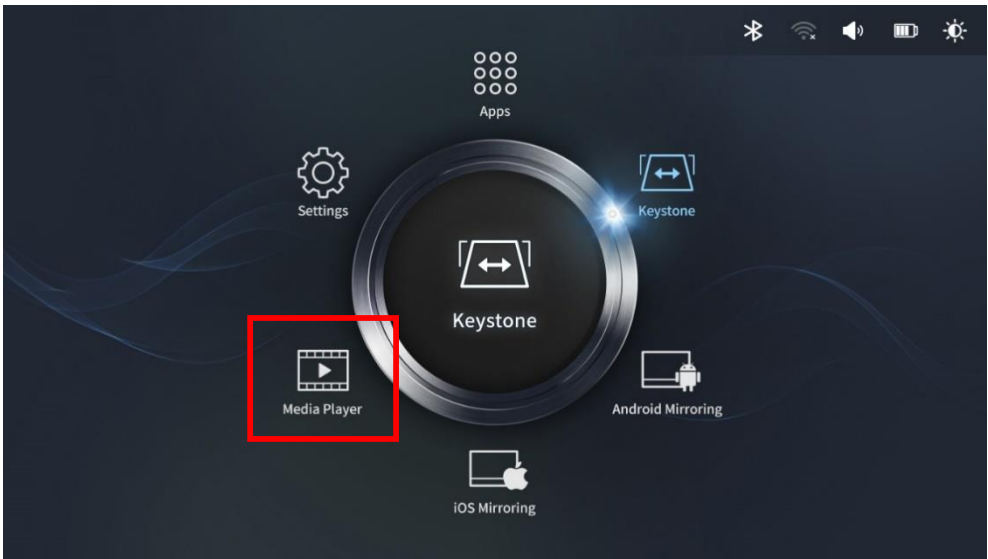 Apps
Settings
Keystone
Keystone
Media Player
Android Mirroring
iOS Mirroring